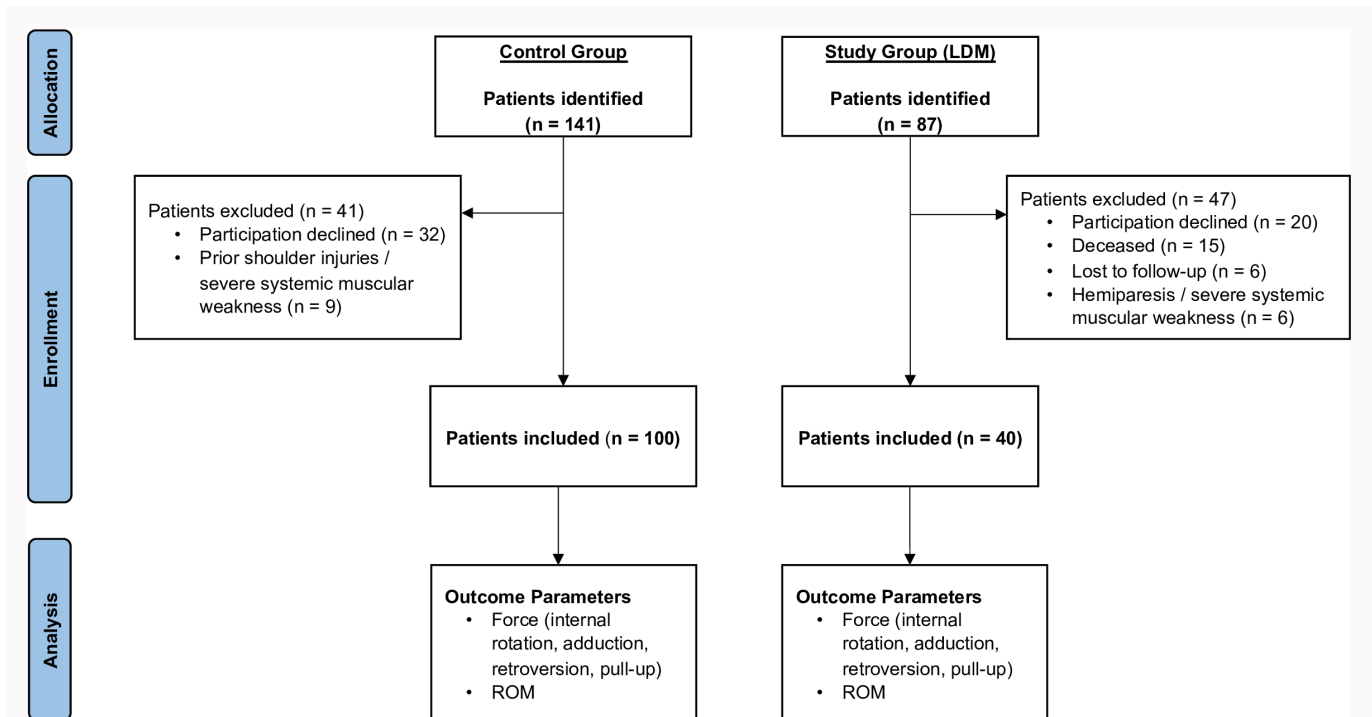 Allocation
Control Group
Patients identified
(n = 141)
Study Group (LDM)
Patients identified
(n = 87)
Enrollment
Patients excluded (n = 41)
• Participation declined (n = 32)
• Prior shoulder injuries /
severe systemic muscular
weakness (n = 9)
Patients excluded (n = 47)
• Participation declined (n = 20)
• Deceased (n = 15)
• Lost to follow-up (n = 6)
• Hemiparesis / severe systemic
muscular weakness (n = 6)
Patients included (n = 100)
Patients included (n = 40)
Analysis
Outcome Parameters
• Force (internal
rotation, adduction,
retroversion, pull-up)
• ROM
Outcome Parameters
• Force (internal
rotation, adduction,
retroversion, pull-up)
• ROM